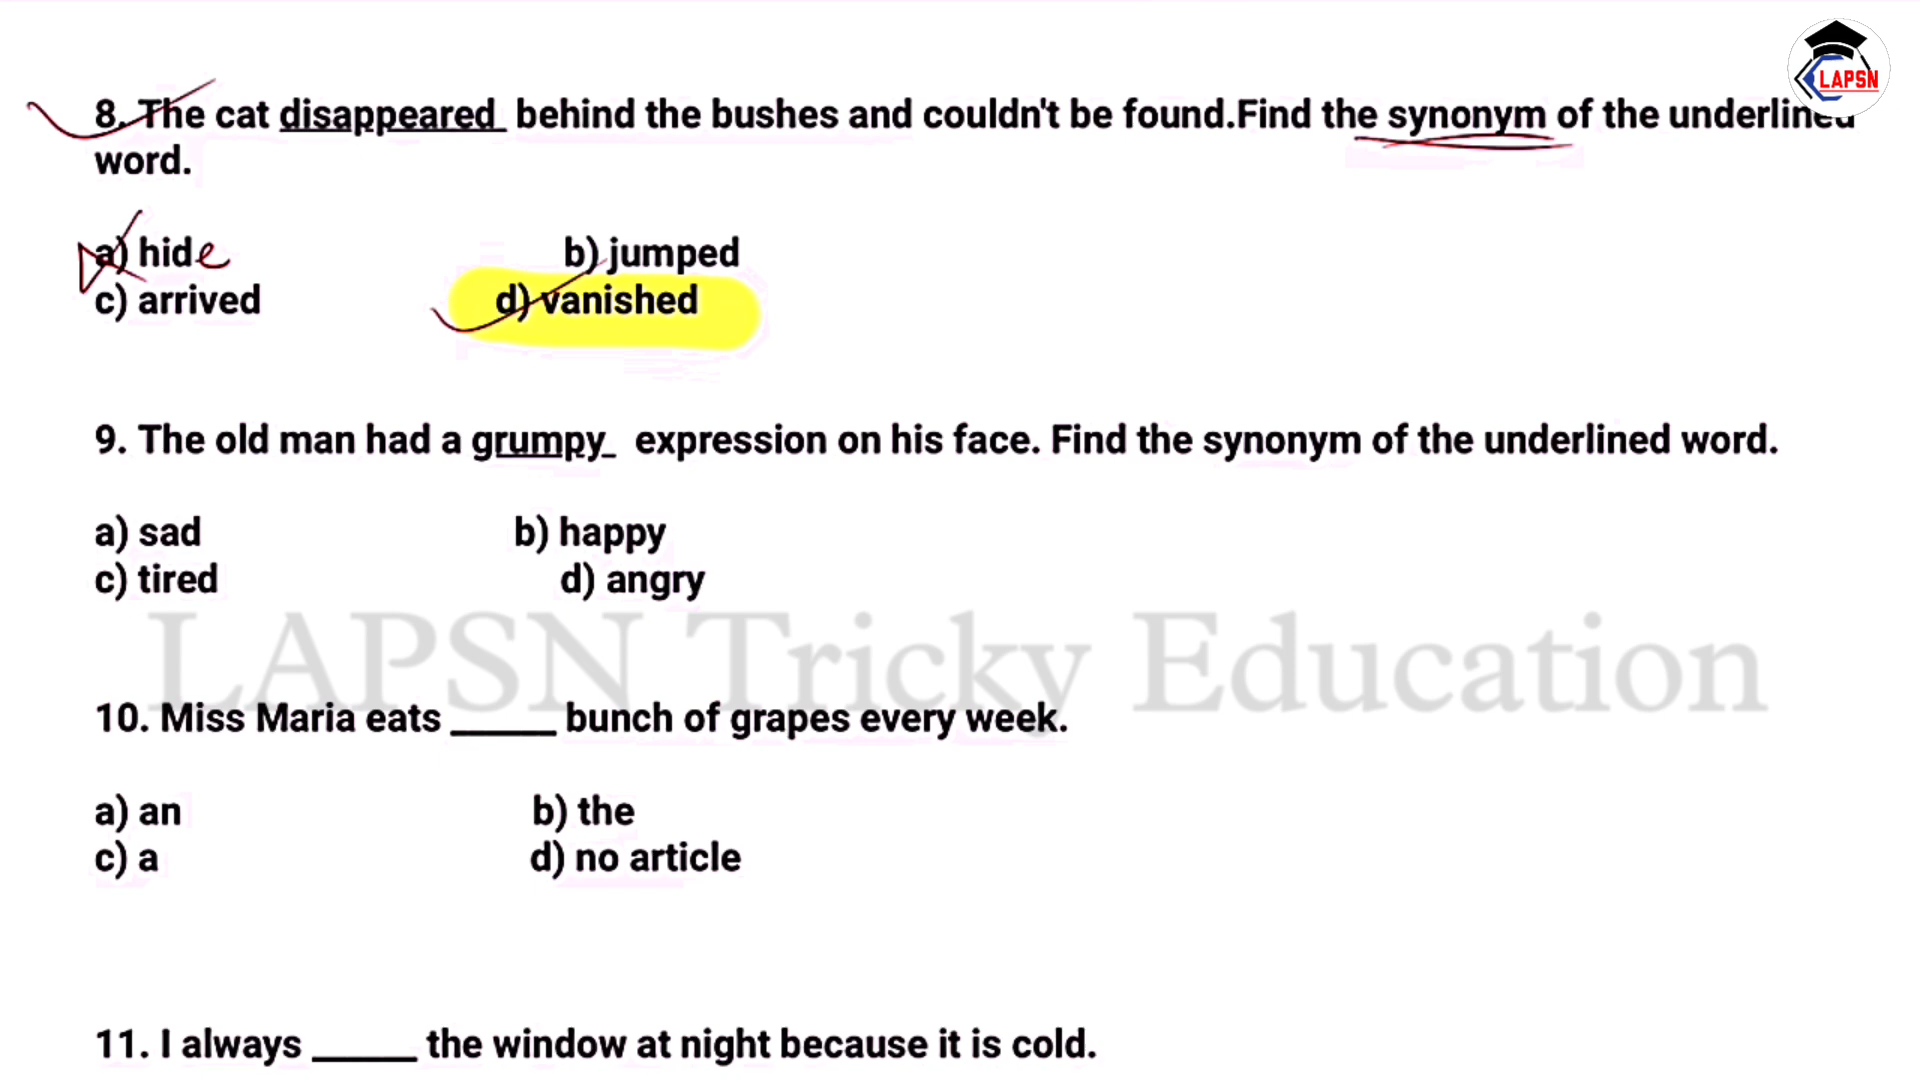 LAPSN
8. The cat disappeared behind the bushes and couldn't be found.Find the synonym of the underlined
word.
a) hide b) jumped
c) arrived d) vanished
9. The old man had a grumpy_ expression on his face. Find the synonym of the underlined word.
a) sad b) happy
c) tired d) angry
LAPSN Tricky Education
10. Miss Maria eats _____ bunch of grapes every week.
a) an b) the
c) a d) no article
11. I always _____ the window at night because it is cold.